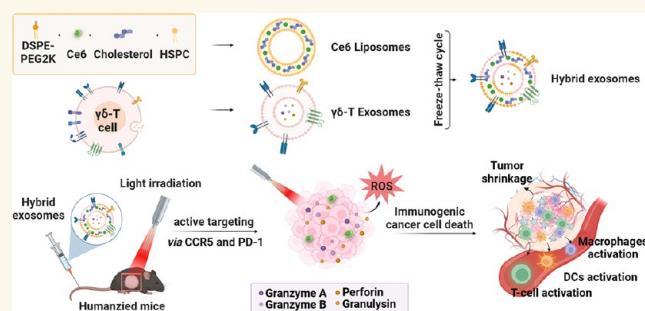 DSPE-
PEG2K
Ce6
Cholesterol
HSPC
Ce6 Liposomes
γδ-T
cell
γδ-T Exosomes
Freeze-thaw cycle
Hybrid exosomes
Hybrid
exosomes
Light irradiation
Humanzied mice
active targeting
via CCR5 and PD-1
ROS
Immunogenic
cancer cell death
Tumor
shrinkage
Macrophages
activation
DCs activation
T-cell activation
Granzyme A
Perforin
Granzyme B
Granulysin